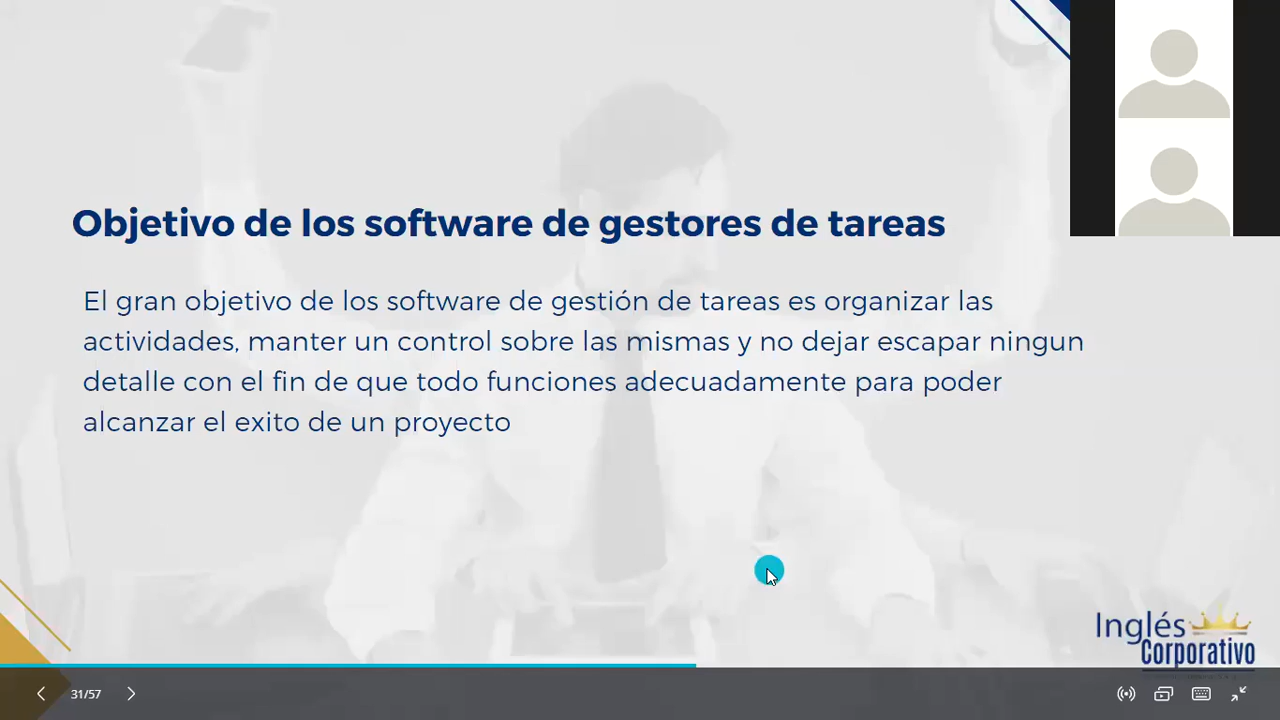 Objetivo de los software de gestores de tareas
El gran objetivo de los software de gestión de tareas es organizar las
actividades, manter un control sobre las mismas y no dejar escapar ningun
detalle con el fin de que todo funciones adecuadamente para poder
alcanzar el exito de un proyecto
Inglés
Corporativo
31/57